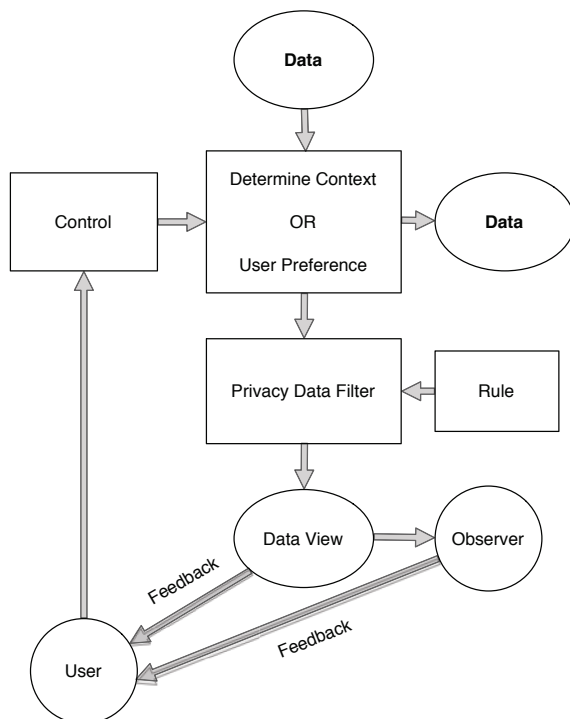 Data
Determine Context
OR
User Preference
Control
Data
Privacy Data Filter
Rule
Data View
Observer
Feedback
Feedback
User